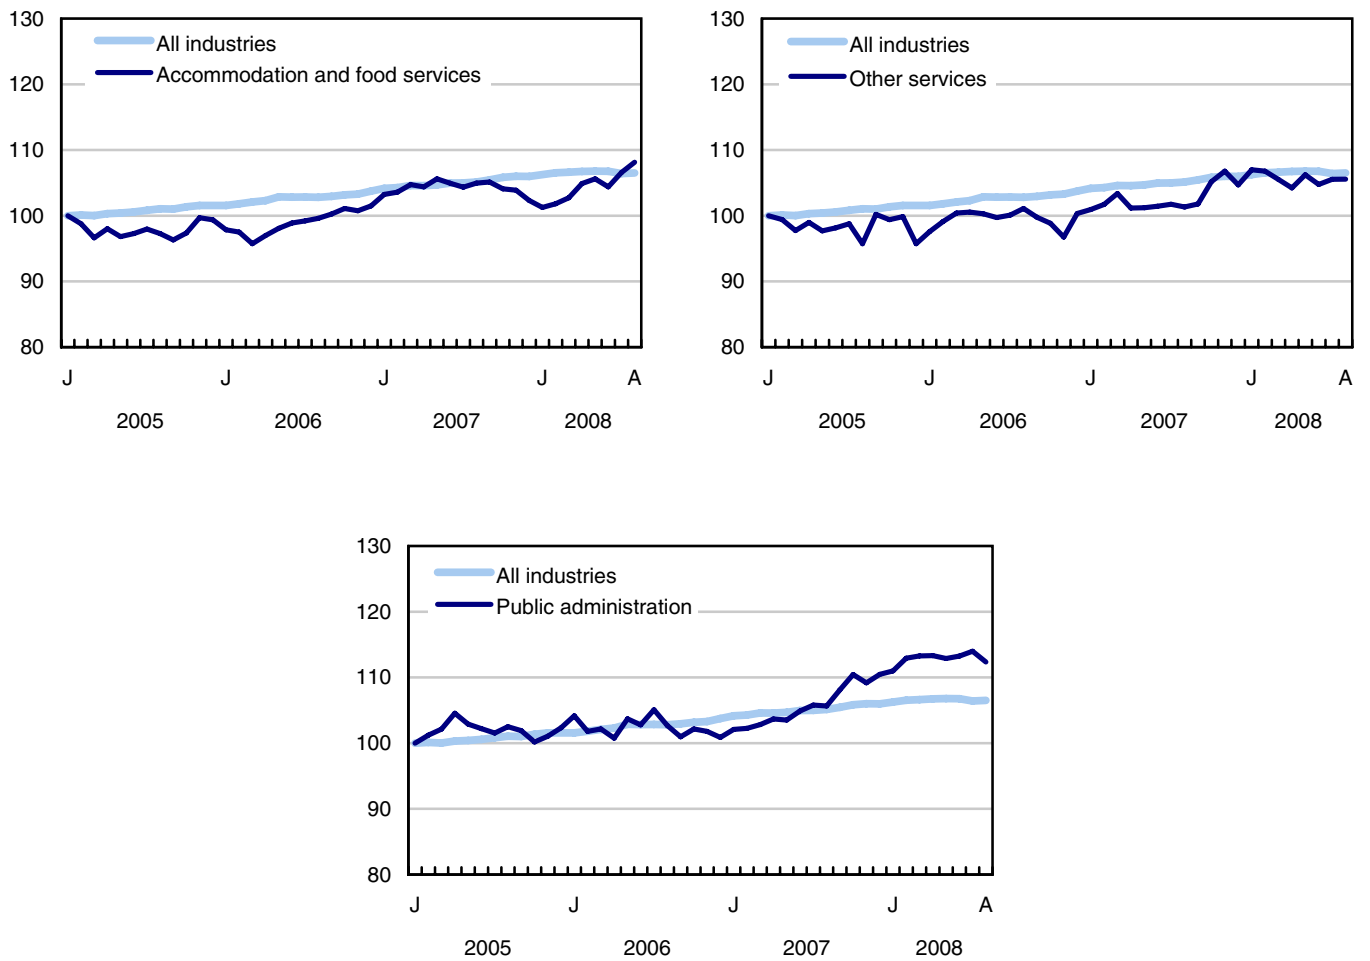 130
All industries
Accommodation and food services
120
110
100
90
80
J J J J A
2005 2006 2007 2008
130
All industries
Other services
120
110
100
90
80
J J J J A
2005 2006 2007 2008
130
All industries
Public administration
120
110
100
90
80
J J J J A
2005 2006 2007 2008